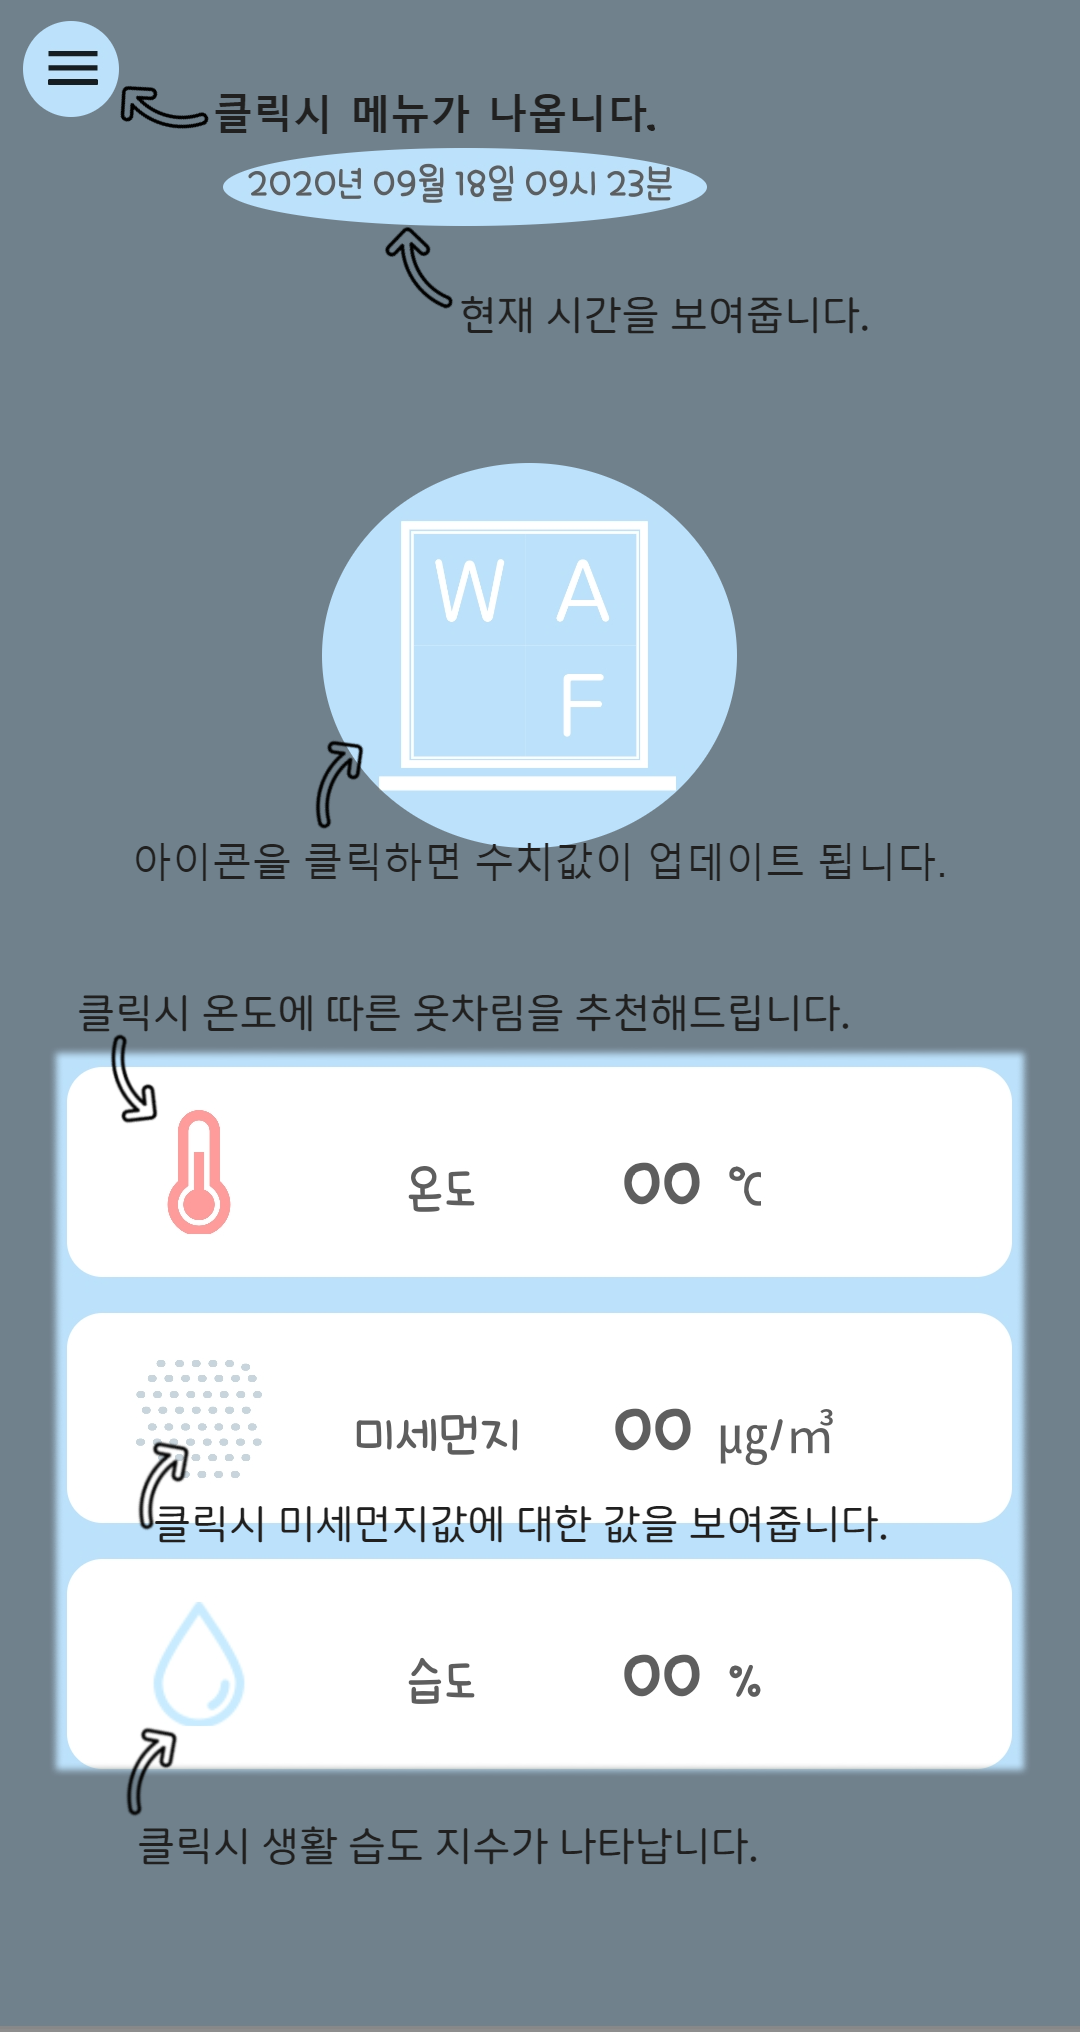 클릭시 메뉴가 나옵니다.
2020년 09월 18일 09시 23분
현재 시간을 보여줍니다.
W A
F
아이콘을 클릭하면 수치값이 업데이트 됩니다.
클릭시 온도에 따른 옷차림을 추천해드립니다.
온도 00 ℃
미세먼지 00 µg/m³
클릭시 미세먼지값에 대한 값을 보여줍니다.
습도 00 %
클릭시 생활 습도 지수가 나타납니다.